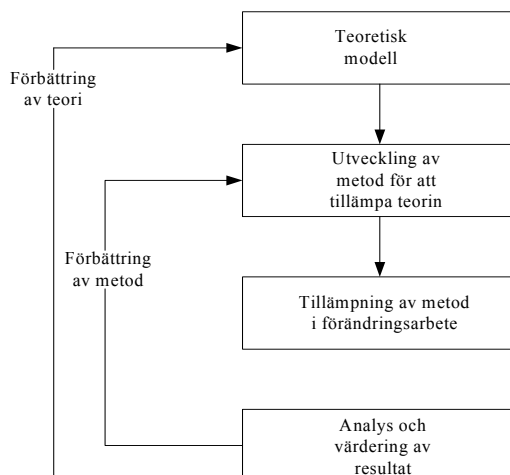 Teoretisk
modell
Förbättring
av teori
Utveckling av
metod för att
tillämpa teorin
Förbättring
av metod
Tillämpning av metod
i förändringsarbete
Analys och
värdering av
resultat